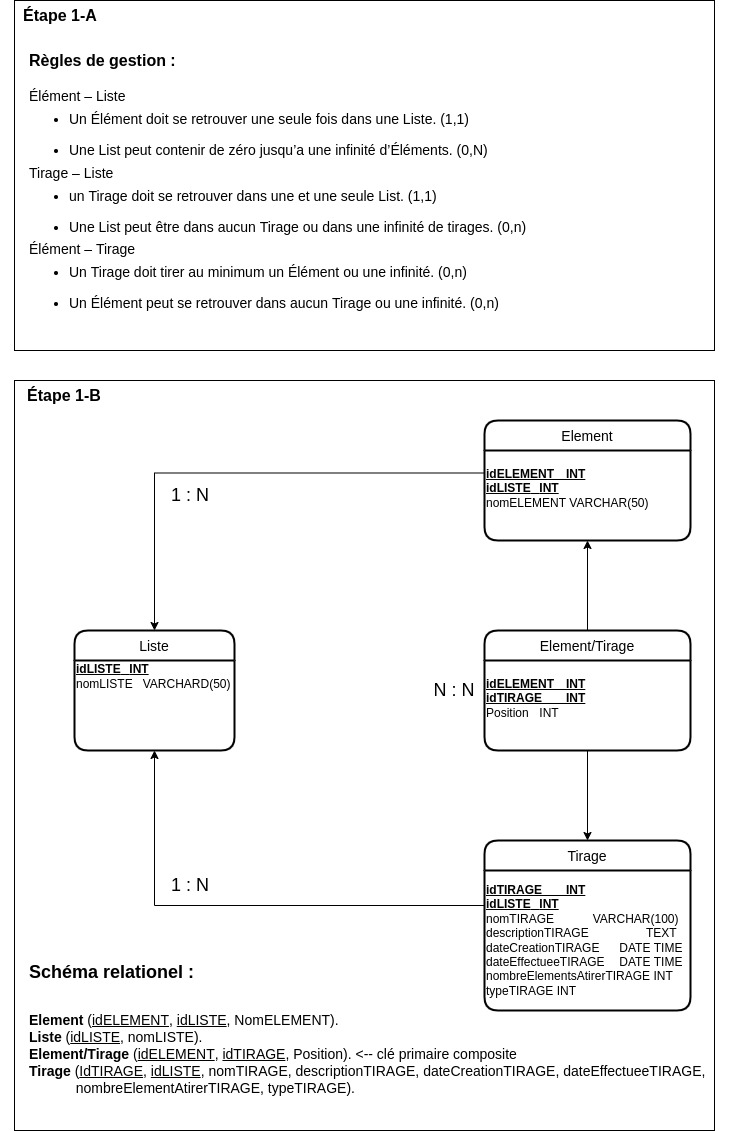 Étape 1-A
Règles de gestion :
Élément – Liste
• Un Élément doit se retrouver une seule fois dans une Liste. (1,1)
• Une List peut contenir de zéro jusqu’a une infinité d’Éléments. (0,N)
Tirage – Liste
• un Tirage doit se retrouver dans une et une seule List. (1,1)
• Une List peut être dans aucun Tirage ou dans une infinité de tirages. (0,n)
Élément – Tirage
• Un Tirage doit tirer au minimum un Élément ou une infinité. (0,n)
• Un Élément peut se retrouver dans aucun Tirage ou une infinité. (0,n)
Étape 1-B
Element
idELEMENT INT
idLISTE INT
nomELEMENT VARCHAR(50)
1 : N
Liste
idLISTE INT
nomLISTE VARCHARD(50)
N : N
Element/Tirage
idELEMENT INT
idTIRAGE INT
Position INT
1 : N
Tirage
idTIRAGE INT
idLISTE INT
nomTIRAGE VARCHAR(100)
descriptionTIRAGE TEXT
dateCreationTIRAGE DATE TIME
dateEffectueeTIRAGE DATE TIME
nombreElementsAtirerTIRAGE INT
typeTIRAGE INT
Schéma relationel :
Element (idELEMENT, idLISTE, NomELEMENT).
Liste (idLISTE, nomLISTE).
Element/Tirage (idELEMENT, idTIRAGE, Position). <-- clé primaire composite
Tirage (IdTIRAGE, idLISTE, nomTIRAGE, descriptionTIRAGE, dateCreationTIRAGE, dateEffectueeTIRAGE,
nombreElementAtirerTIRAGE, typeTIRAGE).